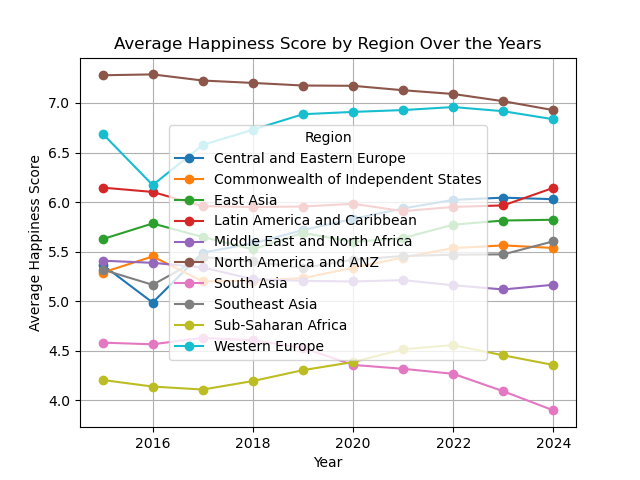 Average Happiness Score by Region Over the Years
7.0
6.5
6.0
5.5
5.0
4.5
4.0
Average Happiness Score
Region
Central and Eastern Europe
Commonwealth of Independent States
East Asia
Latin America and Caribbean
Middle East and North Africa
North America and ANZ
South Asia
Southeast Asia
Sub-Saharan Africa
Western Europe
2016
2018
2020
2022
2024
Year